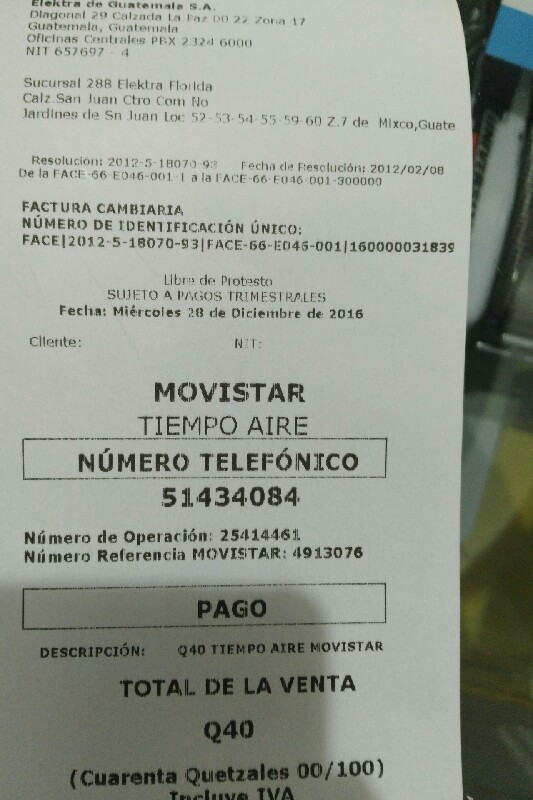 Elektra de Guatemala S.A.
Diagonal 29 Calzada La Paz 00 22 Zona 17
Guatemala, Guatemala
Oficinas Centrales PBX 2324 6000
NIT 657697 - 4
Sucursal 288 Elektra Florida
Calz.San Juan Ctro Com No
Jardines de Sn Juan Loc 52-53-54-55-59-60 Z.7 de Mixco,Guate
Resolución: 2012-5-18070-93 Fecha de Resolución: 2012/02/08
De la FACE-66-E046-001-1 a la FACE-66-E046-001-300000
FACTURA CAMBIARIA
NÚMERO DE IDENTIFICACIÓN ÚNICO:
FACE|2012-5-18070-93|FACE-66-E046-001|160000031839
Libre de Protesto
SUJETO A PAGOS TRIMESTRALES
Fecha: Miércoles 28 de Diciembre de 2016
Cliente: NIT:
MOVISTAR
TIEMPO AIRE
NÚMERO TELEFÓNICO
51434084
Número de Operación: 25414461
Número Referencia MOVISTAR: 4913076
PAGO
DESCRIPCIÓN: Q40 TIEMPO AIRE MOVISTAR
TOTAL DE LA VENTA
Q40
(Cuarenta Quetzales 00/100)
Incluye IVA